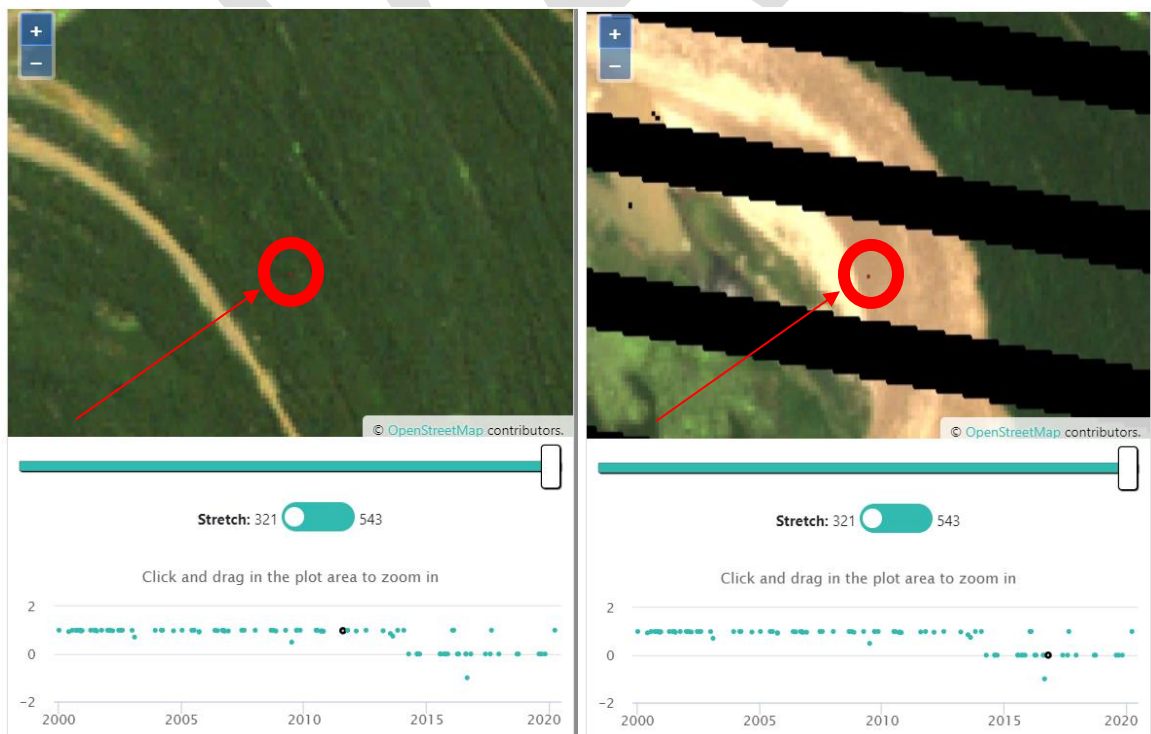 +
−
© OpenStreetMap contributors.
Stretch: 321 543
Click and drag in the plot area to zoom in
2
0
−2
2000 2005 2010 2015 2020
+
−
© OpenStreetMap contributors.
Stretch: 321 543
Click and drag in the plot area to zoom in
2
0
−2
2000 2005 2010 2015 2020